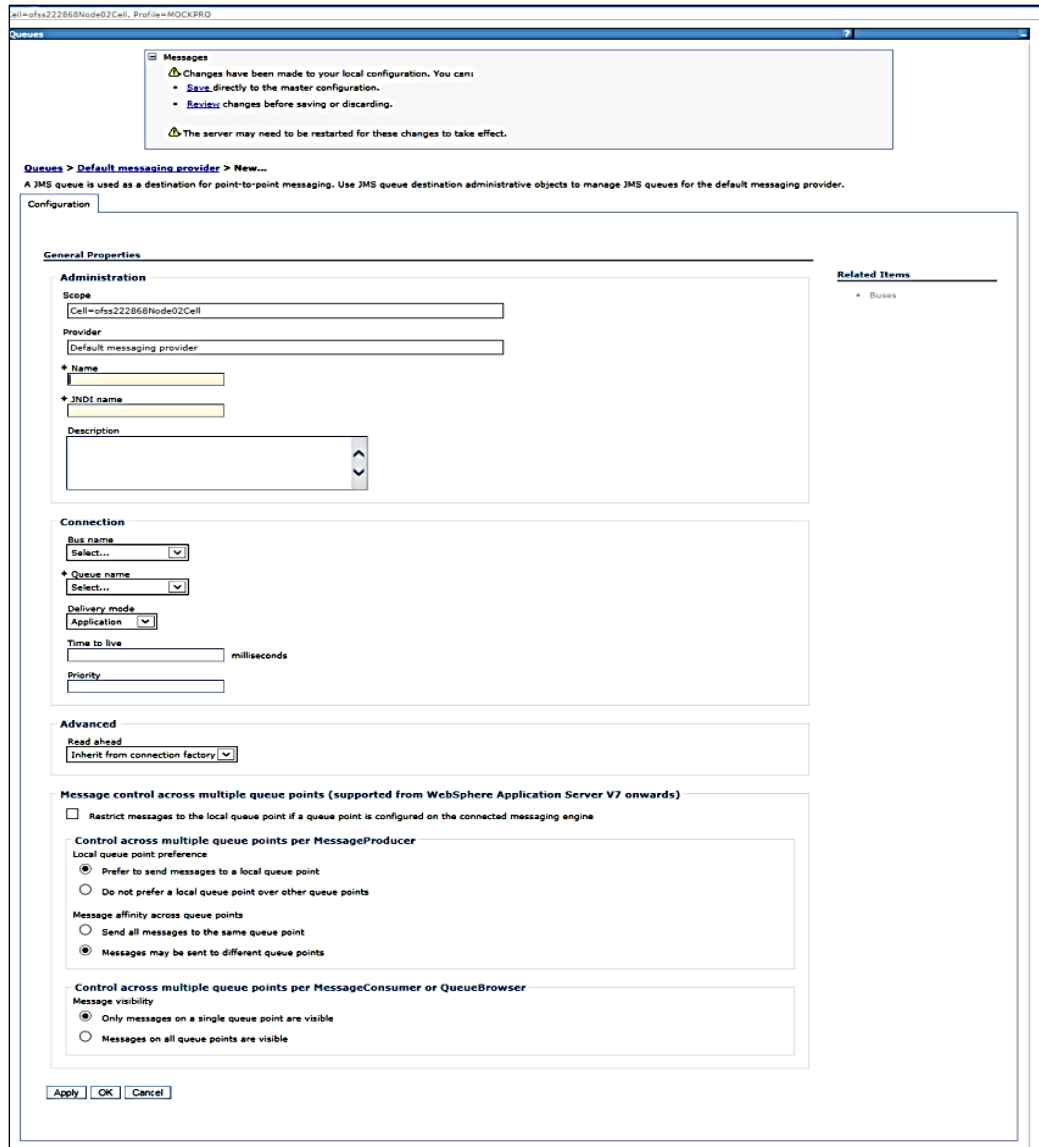 Cell=ofss222868Node02Cell, Profile=MOCKPRO
Queues ?
Messages
Changes have been made to your local configuration. You can:
• Save directly to the master configuration.
• Review changes before saving or discarding.
The server may need to be restarted for these changes to take effect.
Queues > Default messaging provider > New...
A JMS queue is used as a destination for point-to-point messaging. Use JMS queue destination administrative objects to manage JMS queues for the default messaging provider.
Configuration
General Properties
Administration
Scope
Cell=ofss222868Node02Cell
Provider
Default messaging provider
* Name
* JNDI name
Description
Related Items
• Buses
Connection
Bus name
Select...
* Queue name
Select...
Delivery mode
Application
Time to live
milliseconds
Priority
Advanced
Read ahead
Inherit from connection factory
Message control across multiple queue points (supported from WebSphere Application Server V7 onwards)
Restrict messages to the local queue point if a queue point is configured on the connected messaging engine
Control across multiple queue points per MessageProducer
Local queue point preference
Prefer to send messages to a local queue point
Do not prefer a local queue point over other queue points
Message affinity across queue points
Send all messages to the same queue point
Messages may be sent to different queue points
Control across multiple queue points per MessageConsumer or QueueBrowser
Message visibility
Only messages on a single queue point are visible
Messages on all queue points are visible
Apply OK Cancel